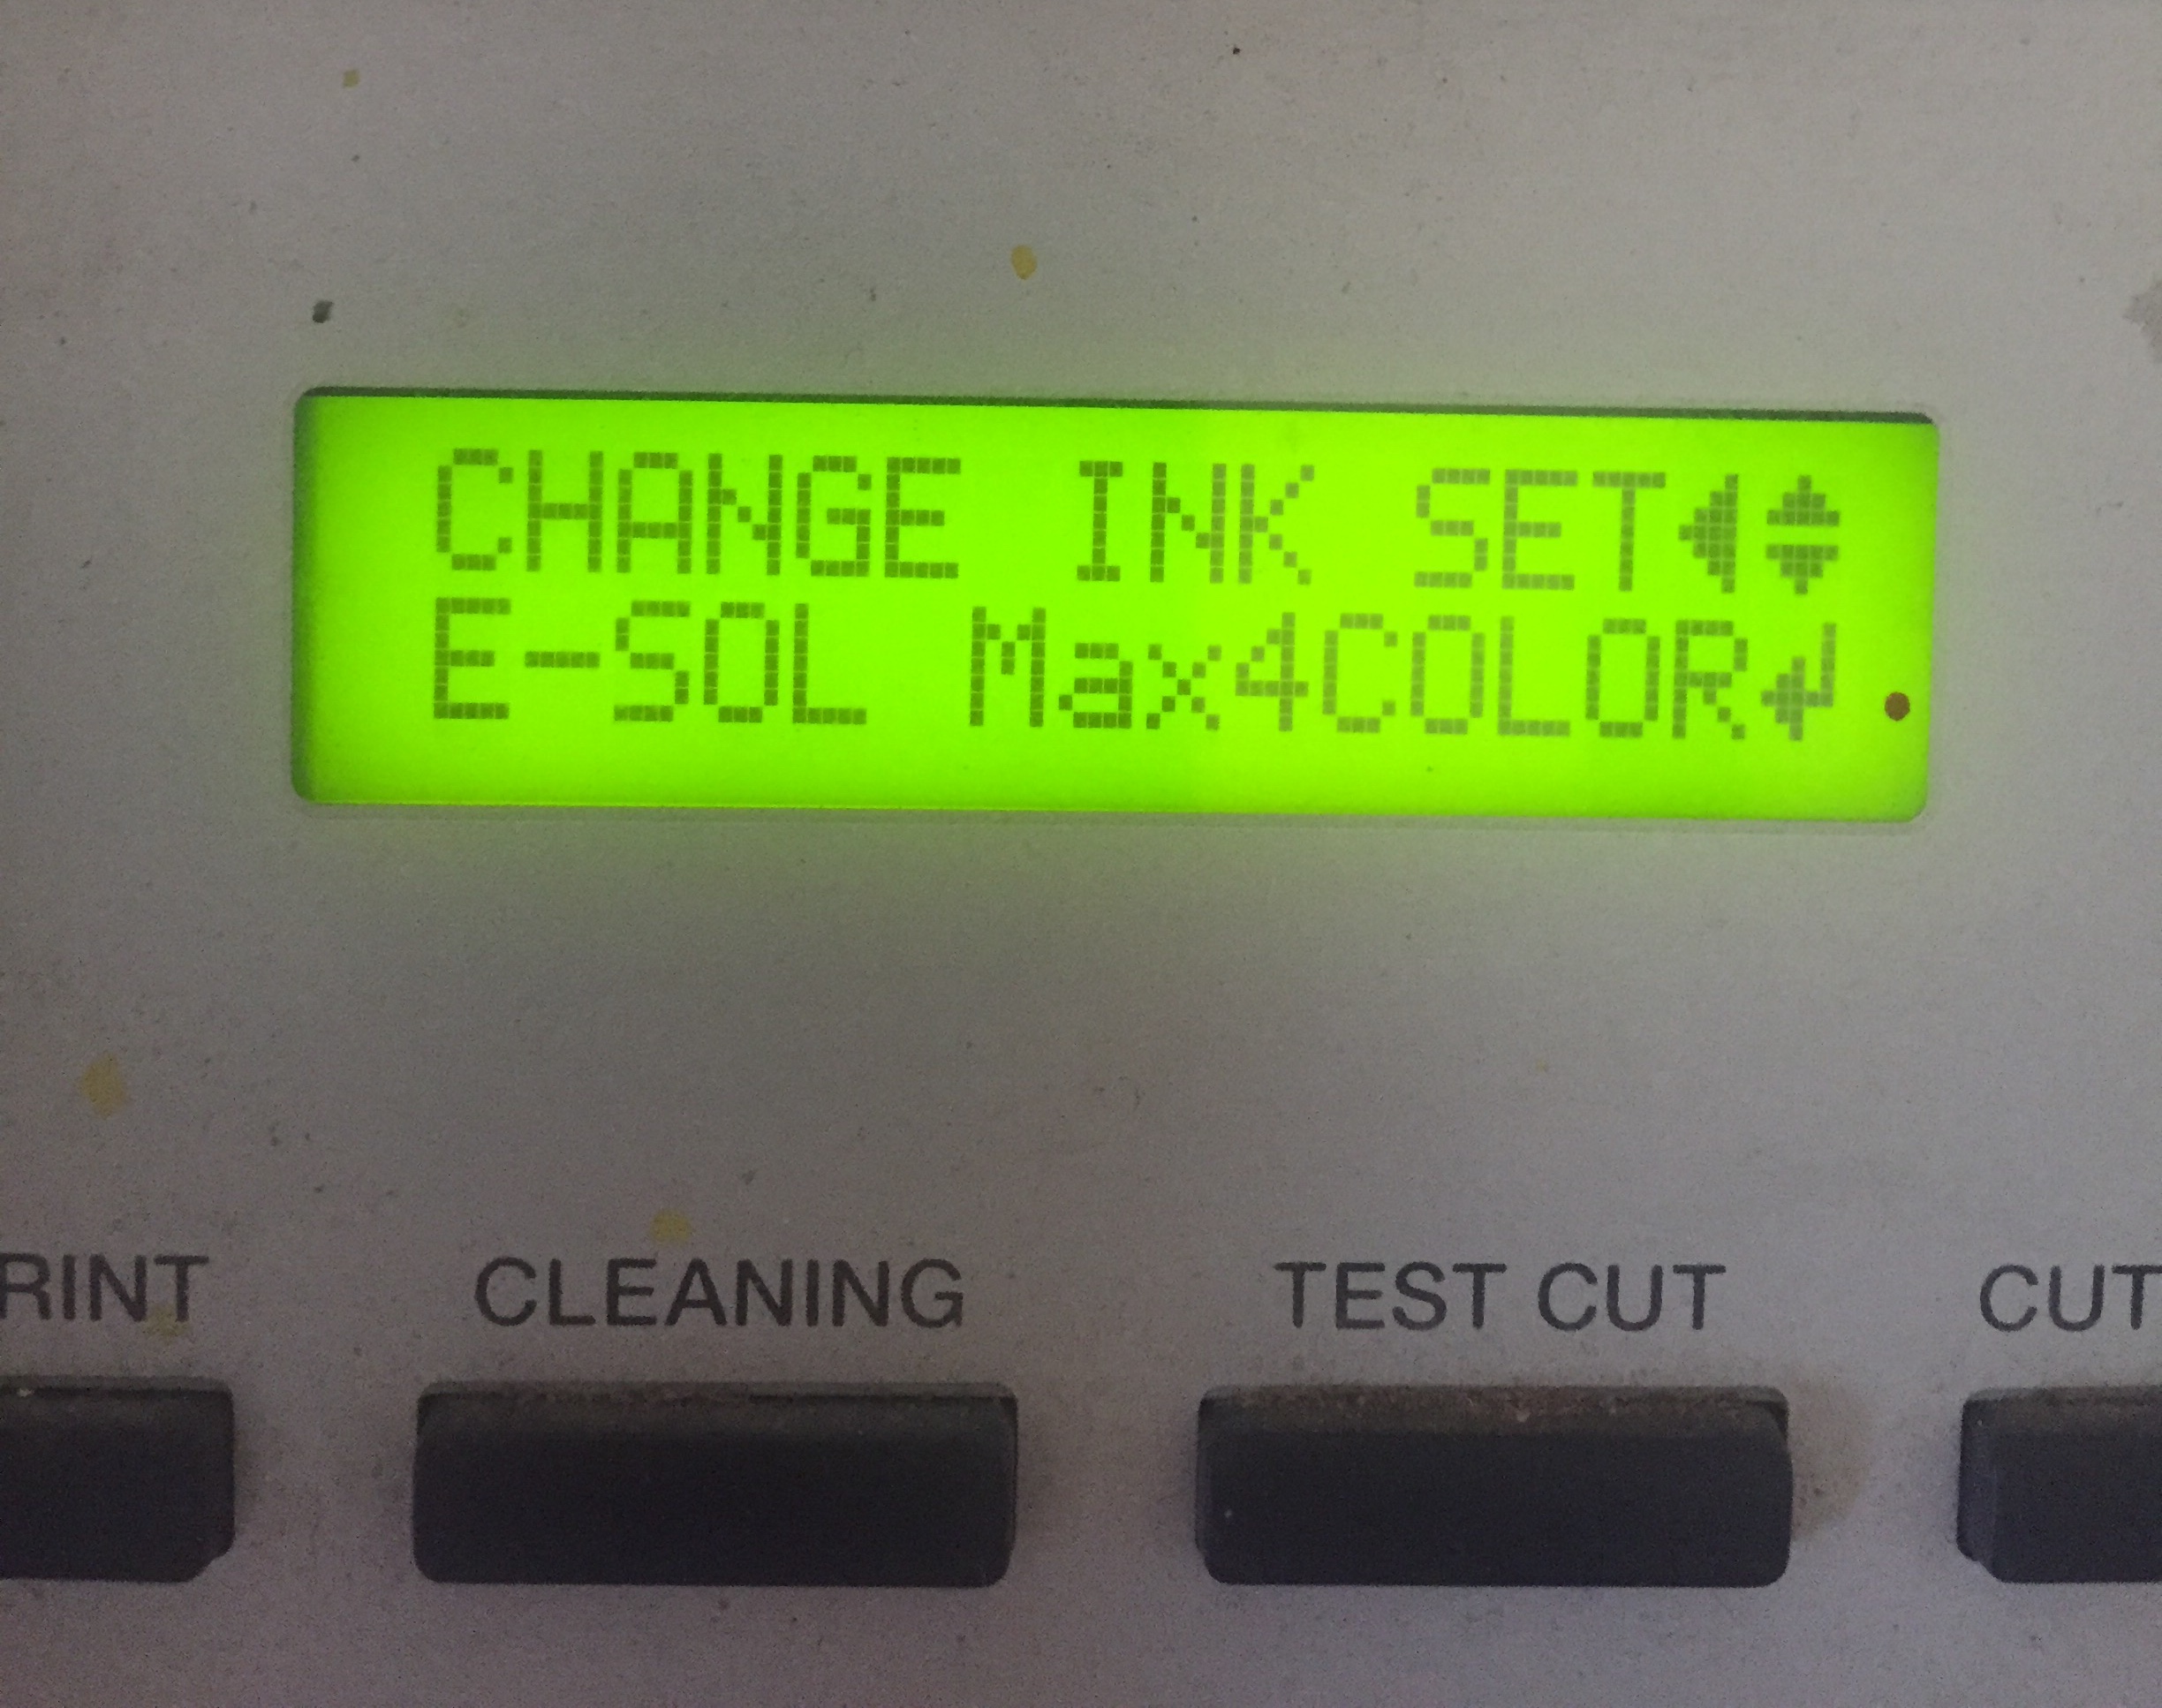 CHANGE INK SET
E-SOL Max4COLOR
RINT CLEANING TEST CUT CUT